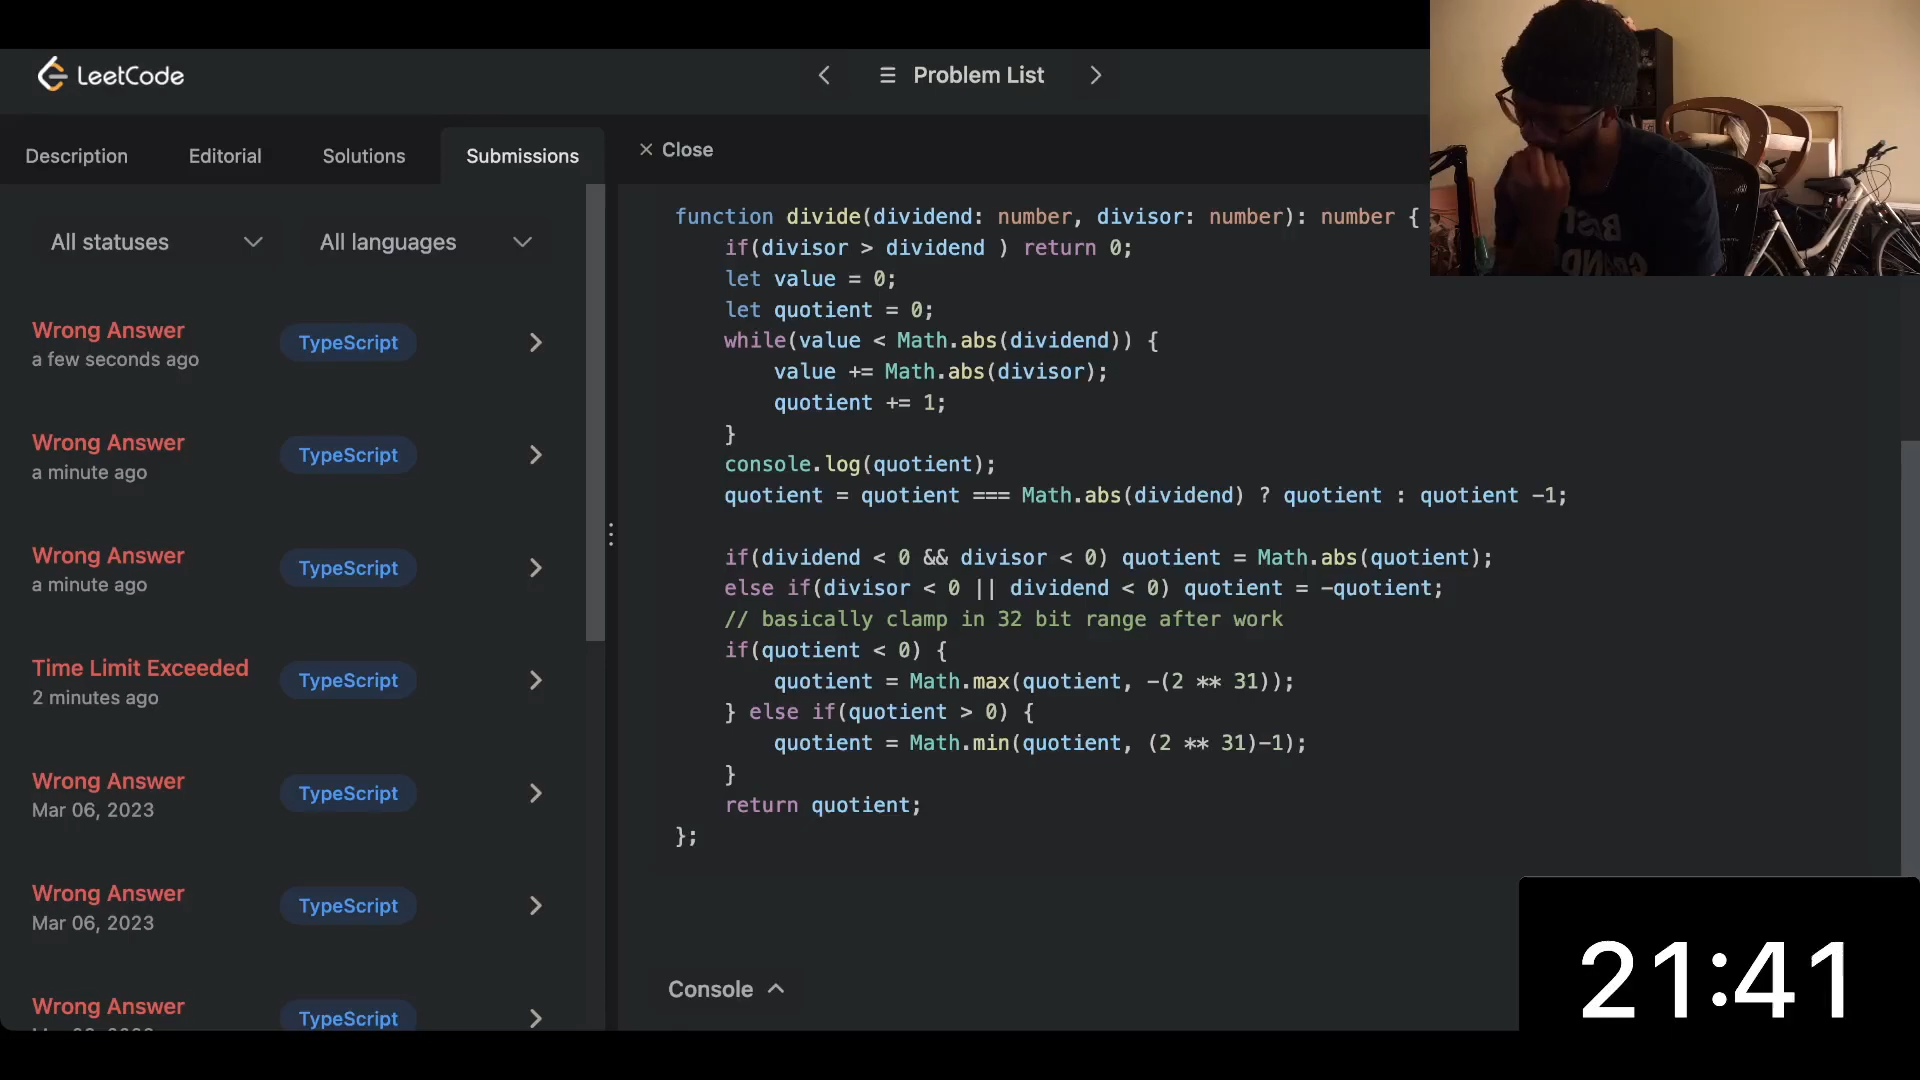 LeetCode
Problem List
Description
Editorial
Solutions
Submissions
Close
All statuses
All languages
Wrong Answer
a few seconds ago
TypeScript
Wrong Answer
a minute ago
TypeScript
Wrong Answer
a minute ago
TypeScript
Time Limit Exceeded
2 minutes ago
TypeScript
Wrong Answer
Mar 06, 2023
TypeScript
Wrong Answer
Mar 06, 2023
TypeScript
Wrong Answer
TypeScript
function divide(dividend: number, divisor: number): number {
if(divisor > dividend ) return 0;
let value = 0;
let quotient = 0;
while(value < Math.abs(dividend)) {
value += Math.abs(divisor);
quotient += 1;
}
console.log(quotient);
quotient = quotient === Math.abs(dividend) ? quotient : quotient -1;
if(dividend < 0 && divisor < 0) quotient = Math.abs(quotient);
else if(divisor < 0 || dividend < 0) quotient = -quotient;
// basically clamp in 32 bit range after work
if(quotient < 0) {
quotient = Math.max(quotient, -(2 ** 31));
} else if(quotient > 0) {
quotient = Math.min(quotient, (2 ** 31)-1);
}
return quotient;
};
Console
21:41